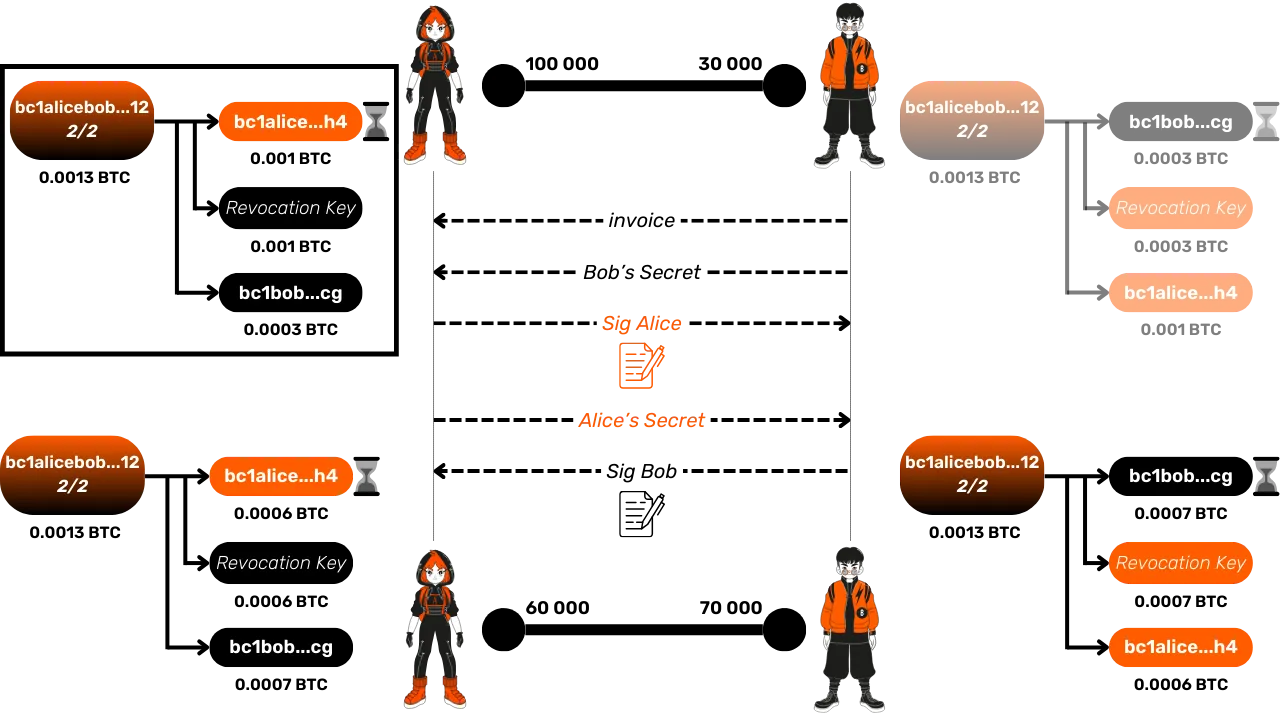 100 000
30 000
bc1alicebob...12
2/2
0.0013 BTC
bc1alice...h4
0.001 BTC
Revocation Key
0.001 BTC
bc1bob...cg
0.0003 BTC
bc1alicebob...12
2/2
0.0013 BTC
bc1bob...cg
0.0003 BTC
Revocation Key
0.0003 BTC
bc1alice...h4
0.001 BTC
invoice
Bob's Secret
Sig Alice
Alice's Secret
Sig Bob
bc1alicebob...12
2/2
0.0013 BTC
bc1alice...h4
0.0006 BTC
Revocation Key
0.0006 BTC
bc1bob...cg
0.0007 BTC
60 000
70 000
bc1alicebob...12
2/2
0.0013 BTC
bc1bob...cg
0.0007 BTC
Revocation Key
0.0007 BTC
bc1alice...h4
0.0006 BTC